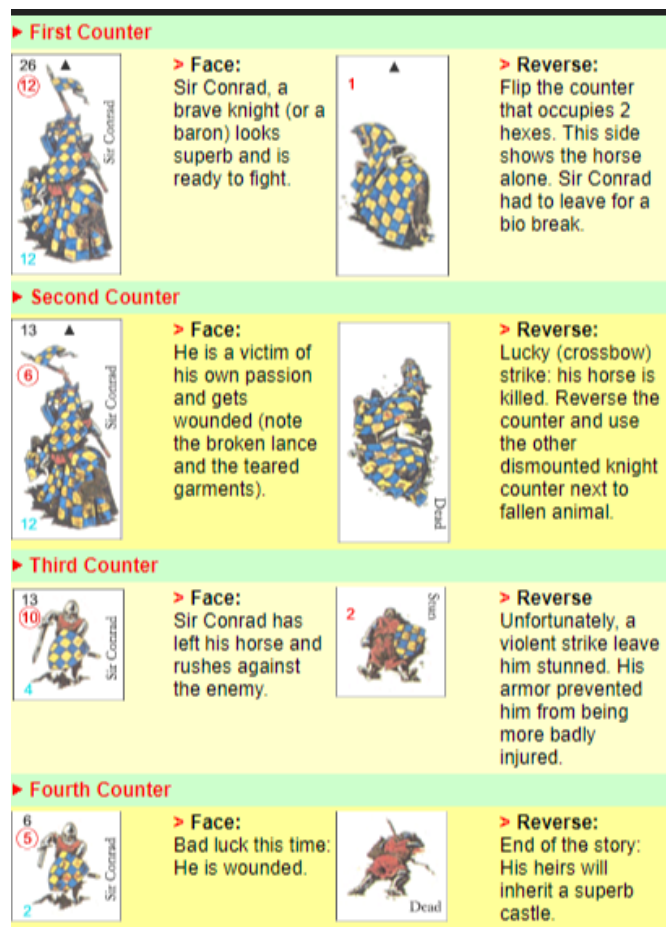 ► First Counter
26 ▲
12
Sir Conrad
12
> Face:
Sir Conrad, a
brave knight (or a
baron) looks
superb and is
ready to fight.
▲
1
> Reverse:
Flip the counter
that occupies 2
hexes. This side
shows the horse
alone. Sir Conrad
had to leave for a
bio break.
► Second Counter
13 ▲
6
Sir Conrad
12
> Face:
He is a victim of
his own passion
and gets
wounded (note
the broken lance
and the teared
garments).
Dead
> Reverse:
Lucky (crossbow)
strike: his horse is
killed. Reverse the
counter and use
the other
dismounted knight
counter next to
fallen animal.
► Third Counter
13
10
Sir Conrad
4
> Face:
Sir Conrad has
left his horse and
rushes against
the enemy.
2
Stun
> Reverse
Unfortunately, a
violent strike leave
him stunned. His
armor prevented
him from being
more badly
injured.
► Fourth Counter
6
5
Sir Conrad
2
> Face:
Bad luck this time:
He is wounded.
Dead
> Reverse:
End of the story:
His heirs will
inherit a superb
castle.